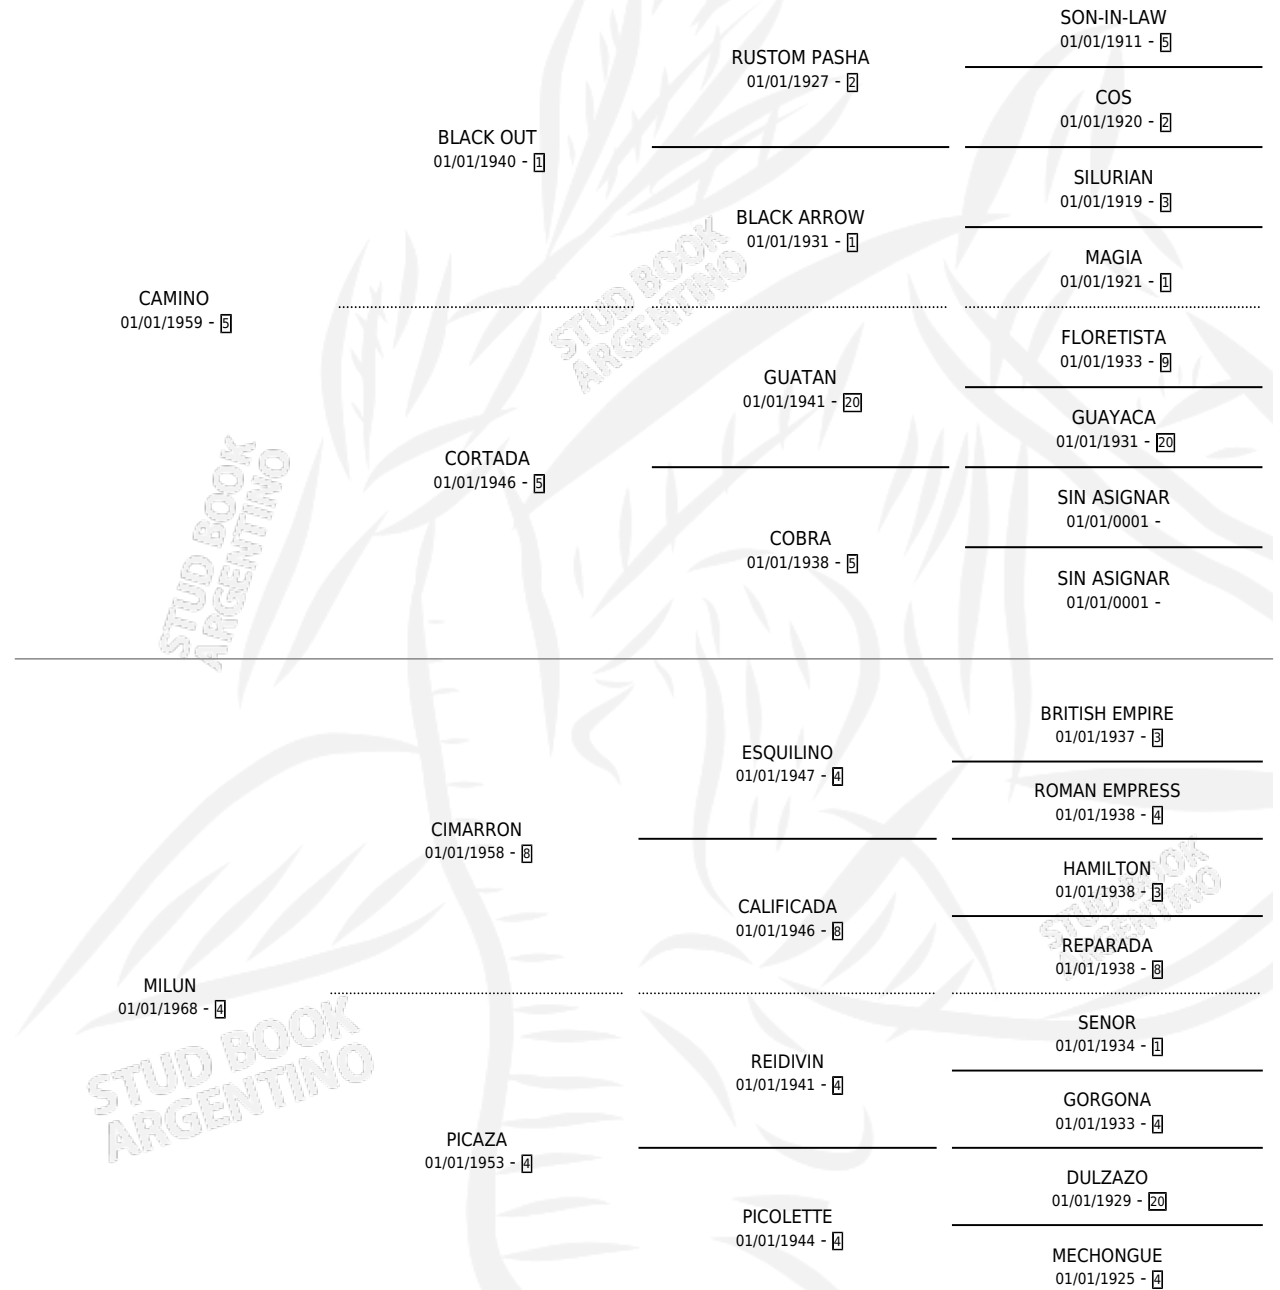 SON-IN-LAW
01/01/1911 - 5
RUSTOM PASHA
01/01/1927 - 2
COS
01/01/1920 - 2
BLACK OUT
01/01/1940 - 1
SILURIAN
01/01/1919 - 3
BLACK ARROW
01/01/1931 - 1
MAGIA
01/01/1921 - 1
CAMINO
01/01/1959 - 5
FLORETISTA
01/01/1933 - 9
GUATAN
01/01/1941 - 20
GUAYACA
01/01/1931 - 20
CORTADA
01/01/1946 - 5
SIN ASIGNAR
01/01/0001 -
COBRA
01/01/1938 - 5
SIN ASIGNAR
01/01/0001 -
STUD BOOK
ARGENTINO
STUD BOOK
ARGENTINO
BRITISH EMPIRE
01/01/1937 - 3
ESQUILINO
01/01/1947 - 4
ROMAN EMPRESS
01/01/1938 - 4
CIMARRON
01/01/1958 - 8
HAMILTON
01/01/1938 - 3
CALIFICADA
01/01/1946 - 8
REPARADA
01/01/1938 - 8
MILUN
01/01/1968 - 4
SENOR
01/01/1934 - 1
REIDIVIN
01/01/1941 - 4
GORGONA
01/01/1933 - 4
PICAZA
01/01/1953 - 4
DULZAZO
01/01/1929 - 20
PICOLETTE
01/01/1944 - 4
MECHONGUE
01/01/1925 - 4
STUD BOOK
ARGENTINO
STUD BOOK
ARGENTINO